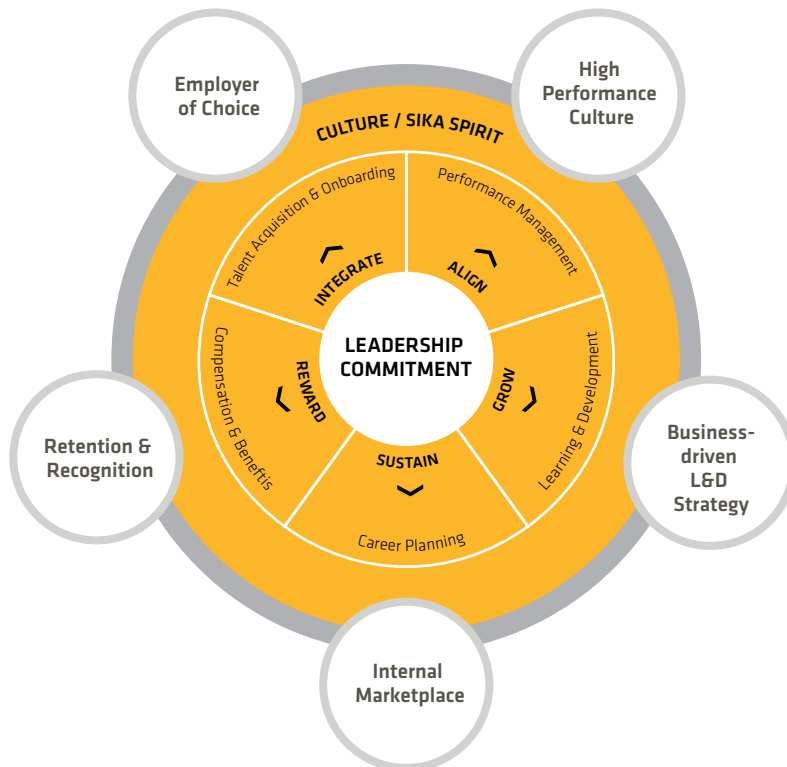 Employer
of Choice
High
Performance
Culture
CULTURE / SIKA SPIRIT
Talent Acquisition & Onboarding
Performance Management
INTEGRATE
ALIGN
LEADERSHIP
COMMITMENT
Compensation & Beneftis
REWARD
GROW
Learning & Development
Retention &
Recognition
Business-
driven
L&D
Strategy
SUSTAIN
Career Planning
Internal
Marketplace